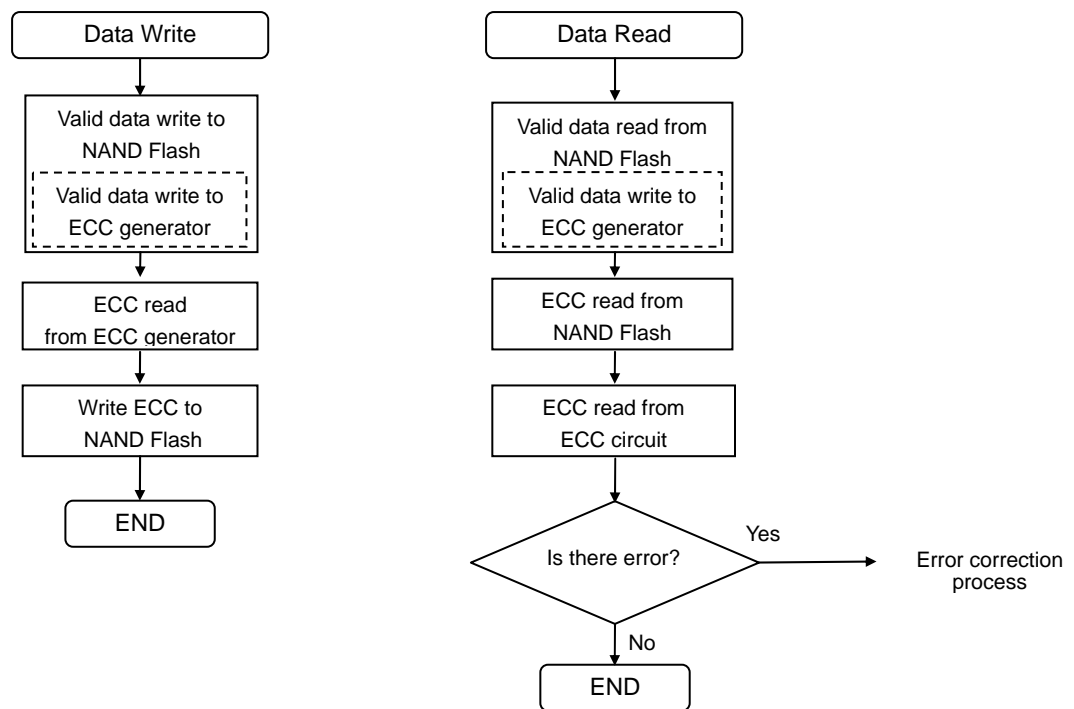 Data Write
Valid data write to
NAND Flash
Valid data write to
ECC generator
ECC read
from ECC generator
Write ECC to
NAND Flash
END
Data Read
Valid data read from
NAND Flash
Valid data write to
ECC generator
ECC read from
NAND Flash
ECC read from
ECC circuit
Is there error?
Yes
Error correction
process
No
END